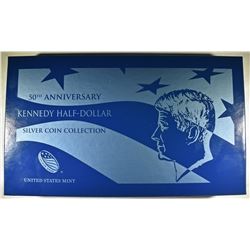 50TH ANNIVERSARY
KENNEDY HALF-DOLLAR
SILVER COIN COLLECTION
UNITED STATES MINT